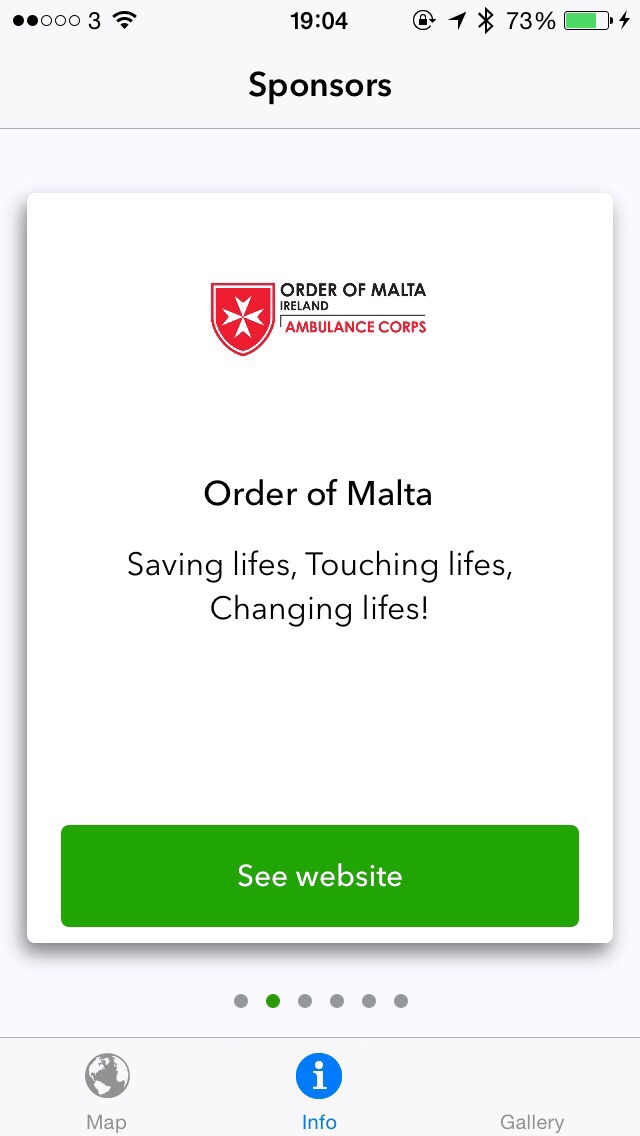 3 19:04 73%
Sponsors
ORDER OF MALTA
IRELAND
AMBULANCE CORPS
Order of Malta
Saving lifes, Touching lifes,
Changing lifes!
See website
Map Info Gallery